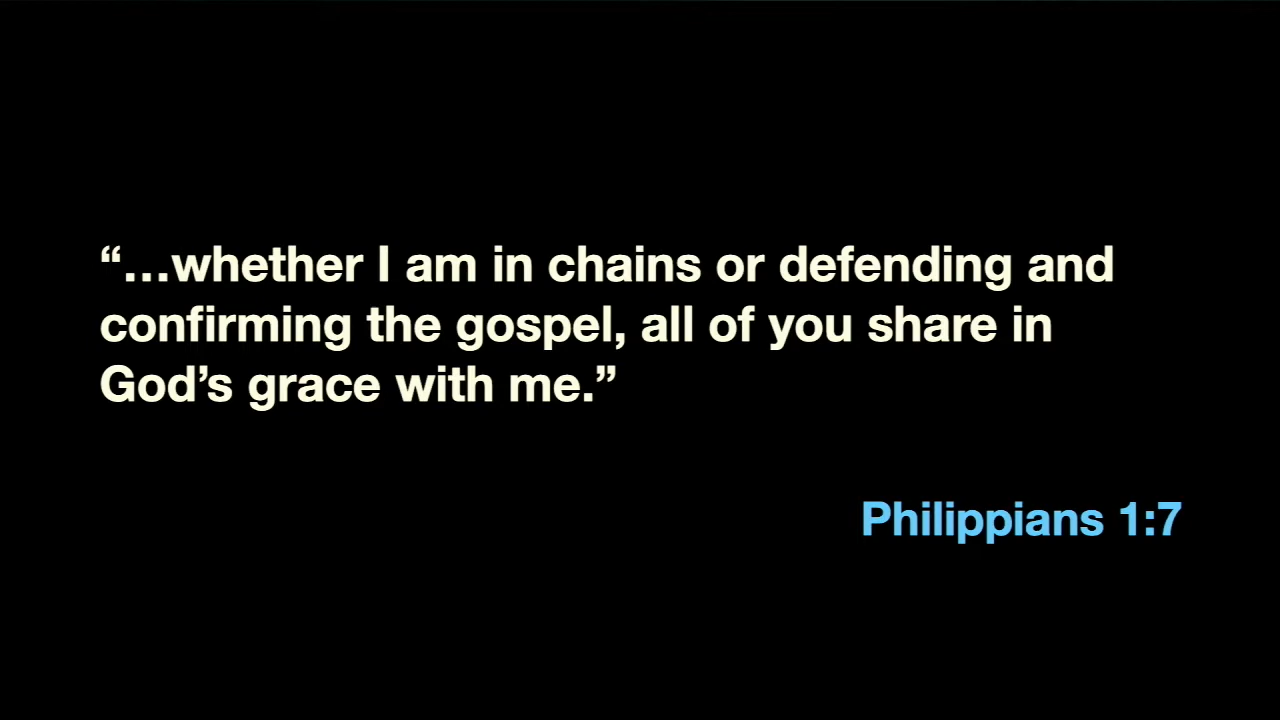 “…whether I am in chains or defending and
confirming the gospel, all of you share in
God’s grace with me.”
Philippians 1:7